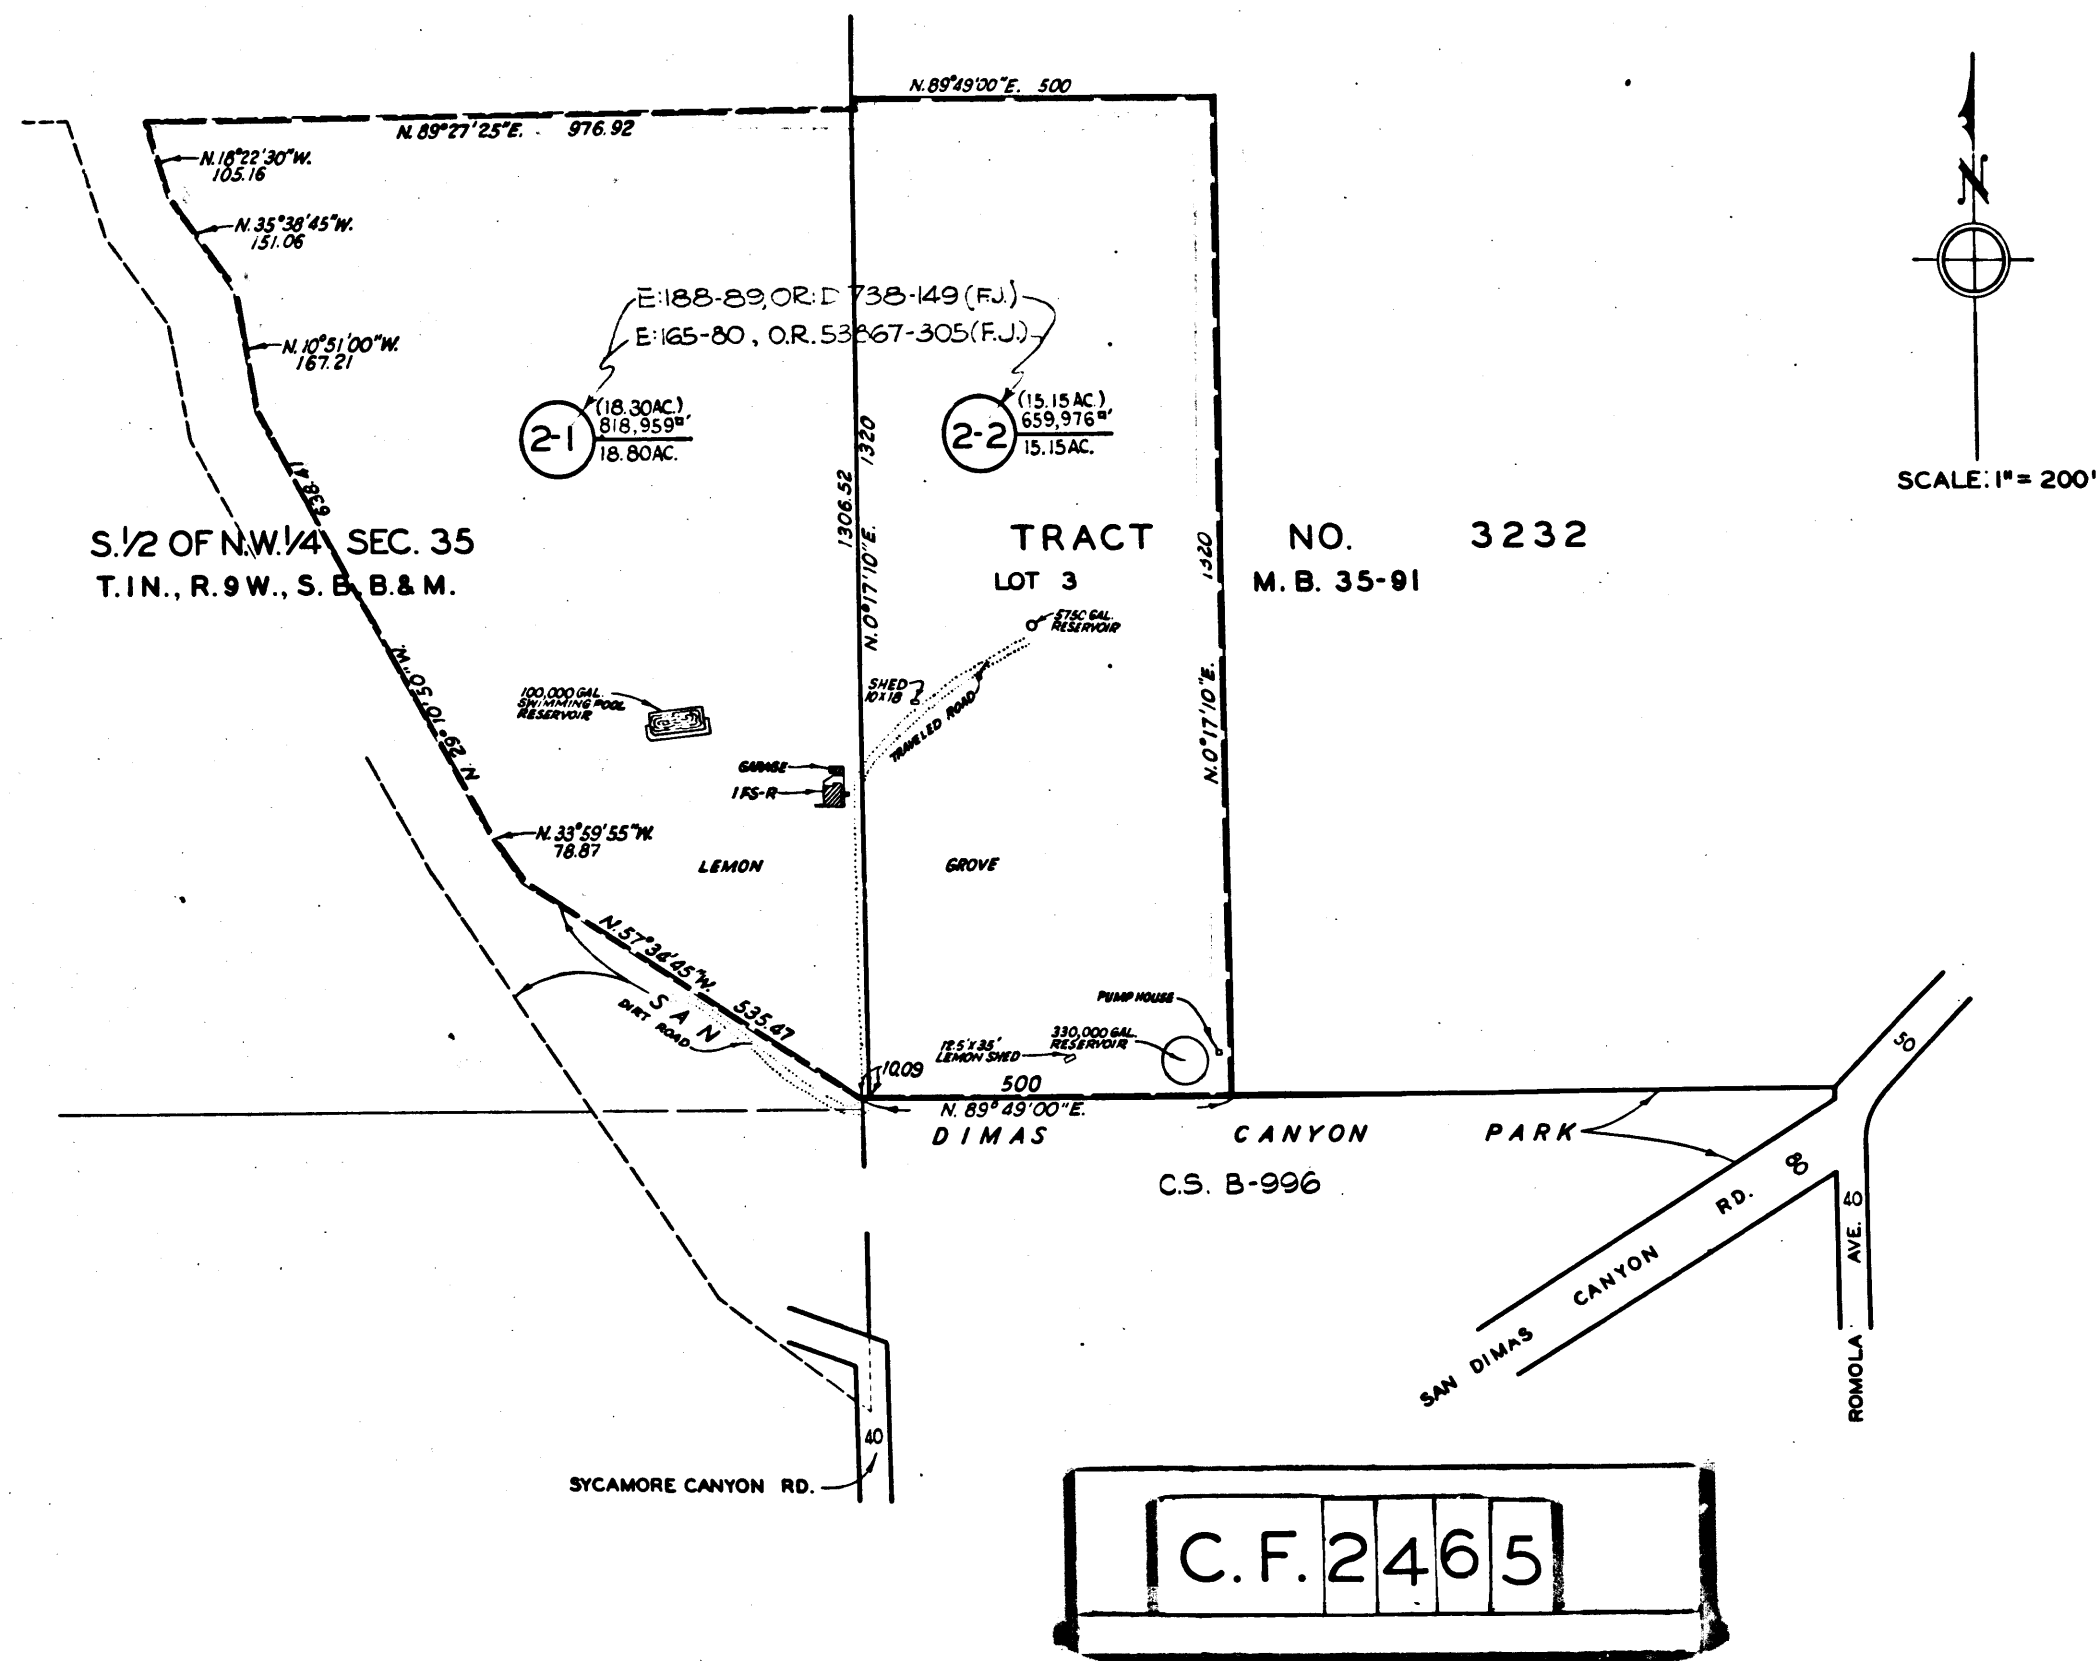 N.89°49'00"E. 500
N.89°27'25"E. 976.92
N.18°22'30"W.
105.16
N.35°38'45"W.
151.06
N
E:188-89, O.R: D 738-149 (F.J.)
E:165-80, O.R. 53867-305 (F.J.)
N.10°51'00"W.
167.21
2-1
(18.30AC.)
818,959□'
18.80AC.
2-2
(15.15AC.)
659,976□'
15.15AC.
SCALE: 1"= 200'
638.41
N. 29° 10' 50" W.
1306.52
N.0°17'10"E. 1320
N.0°17'10"E. 1320
S.1/2 OF N.W.1/4 SEC. 35
T.1N., R.9W., S.B.B.& M.
TRACT NO. 3232
LOT 3
M. B. 35-91
5750 GAL.
RESERVOIR
SHED
10X18
TRAVELED ROAD
100,000 GAL.
SWIMMING POOL
RESERVOIR
GARAGE
1FS-R
N.33°59'55"W.
78.87
LEMON GROVE
N.57°34'45"W. 535.47
PUMP HOUSE
SAN
DIRT ROAD
12.5'X35'
LEMON SHED
330,000 GAL.
RESERVOIR
10.09
500
N. 89°49'00"E.
DIMAS CANYON PARK
C.S. B-996
50
80
SAN DIMAS CANYON RD.
40
ROMOLA AVE.
40
SYCAMORE CANYON RD.
C.F. 2465